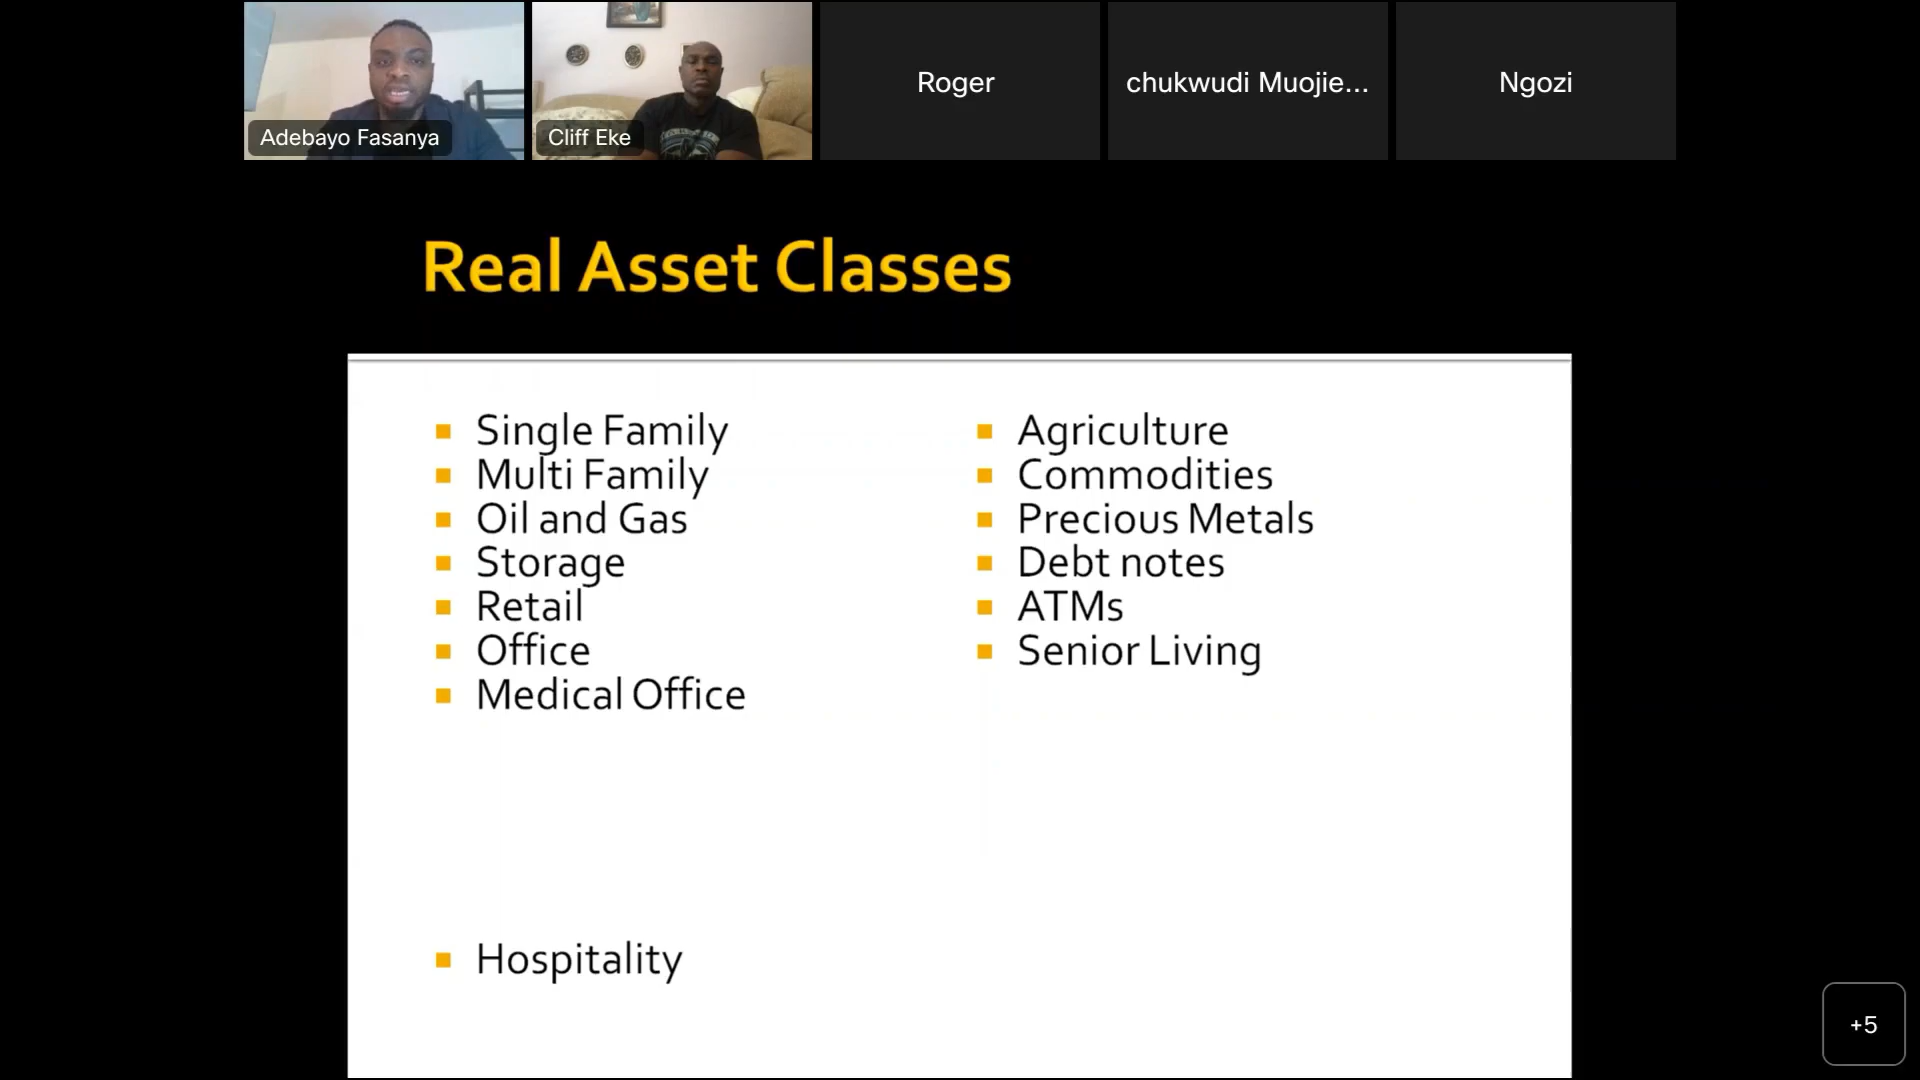 Adebayo Fasanya
Cliff Eke
Roger
chukwudi Muojie...
Ngozi
Real Asset Classes
Single Family
Multi Family
Oil and Gas
Storage
Retail
Office
Medical Office
Hospitality
Agriculture
Commodities
Precious Metals
Debt notes
ATMs
Senior Living
+5